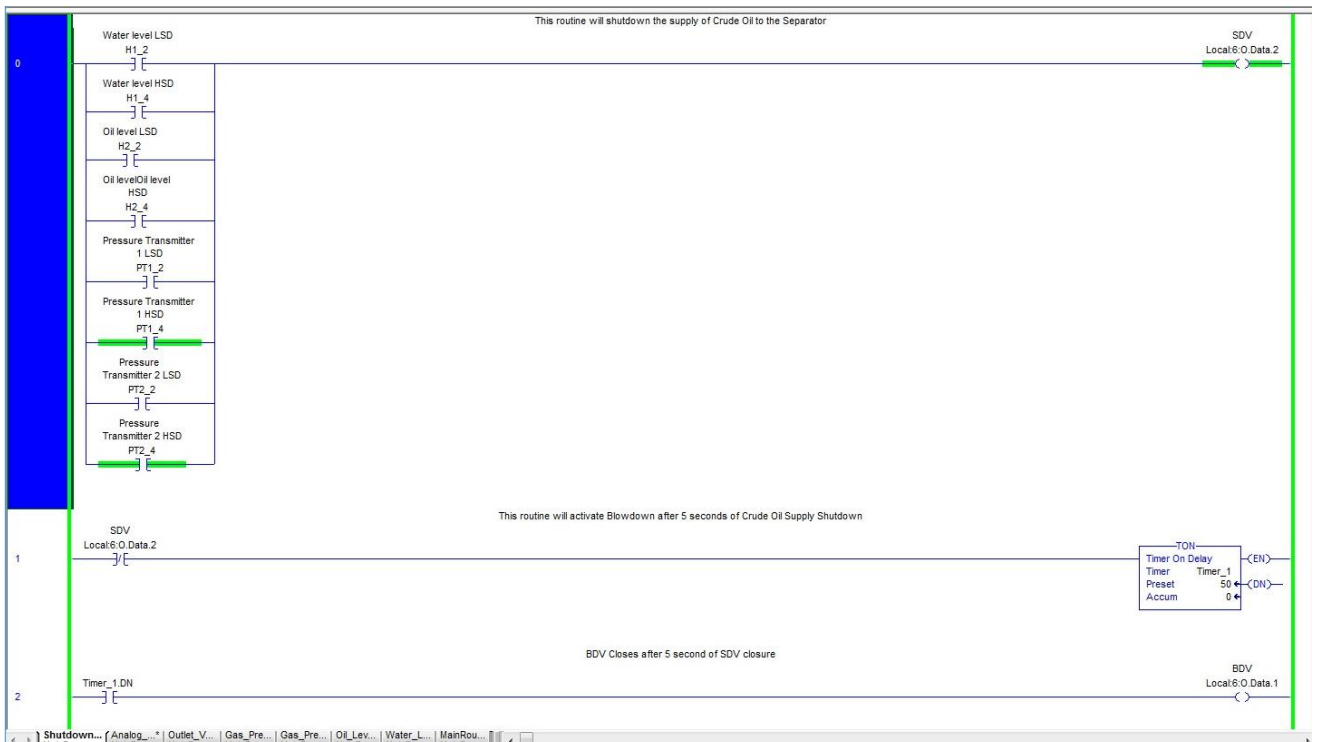 This routine will shutdown the supply of Crude Oil to the Separator
Water level LSD
H1_2
SDV
Local:6:O.Data.2
0
Water level HSD
H1_4
Oil level LSD
H2_2
Oil levelOil level
HSD
H2_4
Pressure Transmitter
1 LSD
PT1_2
Pressure Transmitter
1 HSD
PT1_4
Pressure
Transmitter 2 LSD
PT2_2
Pressure
Transmitter 2 HSD
PT2_4
This routine will activate Blowdown after 5 seconds of Crude Oil Supply Shutdown
SDV
Local:6:O.Data.2
1
TON
Timer On Delay
EN
Timer Timer_1
Preset 50
DN
Accum 0
BDV Closes after 5 second of SDV closure
BDV
Local:6:O.Data.1
Timer_1.DN
2
Shutdown... Analog_...* Outlet_V... Gas_Pre... Gas_Pre... Oil_Lev... Water_L... MainRou...